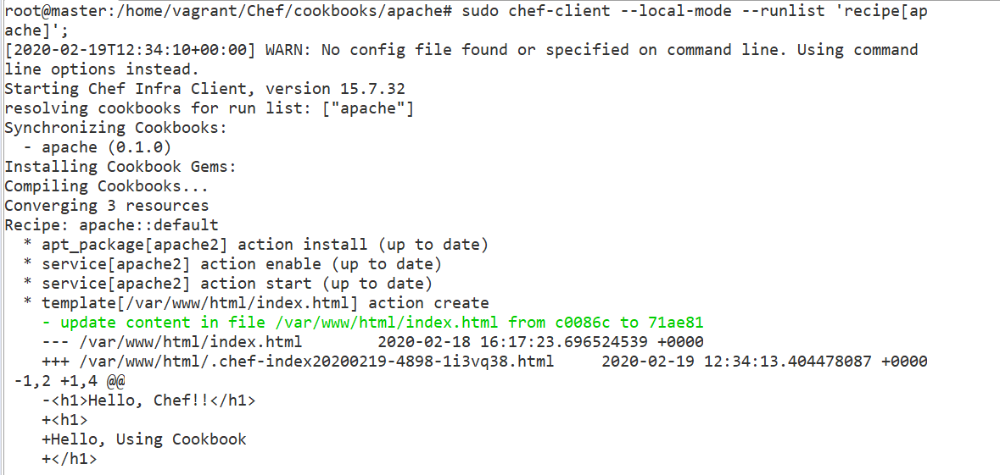 root@master:/home/vagrant/Chef/cookbooks/apache# sudo chef-client --local-mode --runlist 'recipe[ap
ache]';
[2020-02-19T12:34:10+00:00] WARN: No config file found or specified on command line. Using command
line options instead.
Starting Chef Infra Client, version 15.7.32
resolving cookbooks for run list: ["apache"]
Synchronizing Cookbooks:
  - apache (0.1.0)
Installing Cookbook Gems:
Compiling Cookbooks...
Converging 3 resources
Recipe: apache::default
  * apt_package[apache2] action install (up to date)
  * service[apache2] action enable (up to date)
  * service[apache2] action start (up to date)
  * template[/var/www/html/index.html] action create
    - update content in file /var/www/html/index.html from c0086c to 71ae81
    --- /var/www/html/index.html        2020-02-18 16:17:23.696524539 +0000
    +++ /var/www/html/.chef-index20200219-4898-1i3vq38.html     2020-02-19 12:34:13.404478087 +0000
 -1,2 +1,4 @@
    -<h1>Hello, Chef!!</h1>
    +<h1>
    +Hello, Using Cookbook
    +</h1>